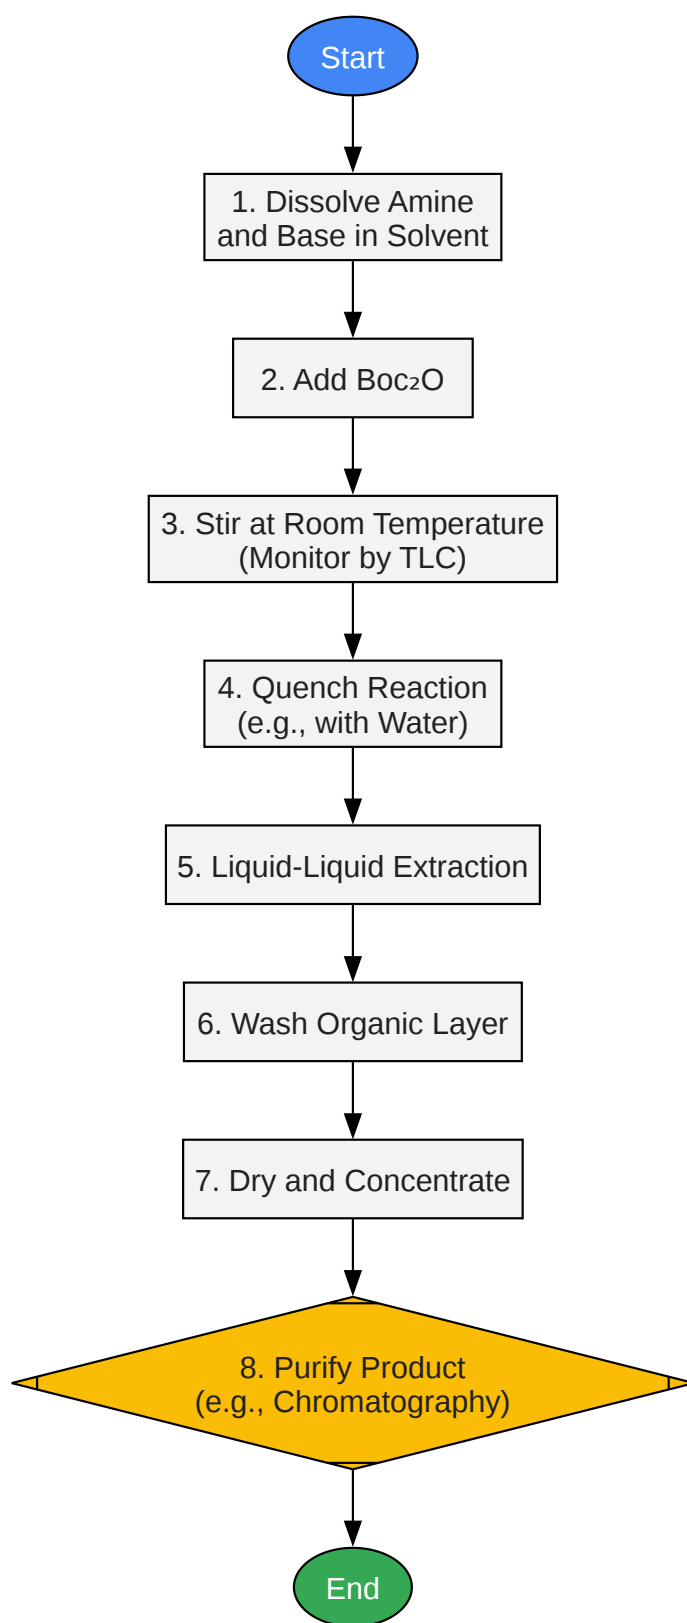 Start
1. Dissolve Amine
and Base in Solvent
2. Add Boc₂O
3. Stir at Room Temperature
(Monitor by TLC)
4. Quench Reaction
(e.g., with Water)
5. Liquid-Liquid Extraction
6. Wash Organic Layer
7. Dry and Concentrate
8. Purify Product
(e.g., Chromatography)
End